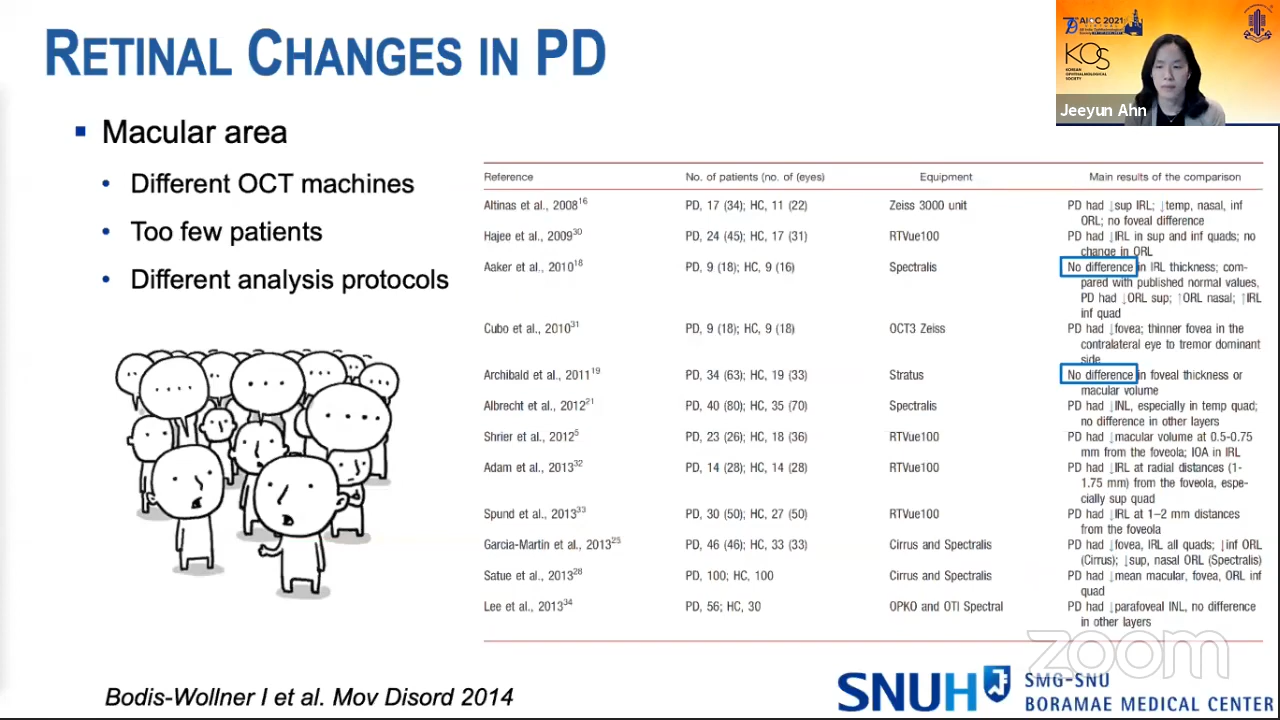 RETINAL CHANGES IN PD
▪ Macular area
• Different OCT machines
• Too few patients
• Different analysis protocols
Reference No. of patients (no. of (eyes) Equipment Main results of the comparison
Altinas et al., 2008¹⁶ PD, 17 (34); HC, 11 (22) Zeiss 3000 unit PD had ↓sup IRL; ↓temp, nasal, inf
ORL; no foveal difference
Hajee et al., 2009³⁰ PD, 24 (45); HC, 17 (31) RTVue100 PD had ↓IRL in sup and inf quads; no
change in ORL
Aaker et al., 2010¹⁸ PD, 9 (18); HC, 9 (16) Spectralis No difference in IRL thickness; com-
pared with published normal values,
PD had ↓ORL sup; ↑ORL nasal; ↑IRL
inf quad
Cubo et al., 2010³¹ PD, 9 (18); HC, 9 (18) OCT3 Zeiss PD had ↓fovea; thinner fovea in the
contralateral eye to tremor dominant
side
Archibald et al., 2011¹⁹ PD, 34 (63); HC, 19 (33) Stratus No difference in foveal thickness or
macular volume
Albrecht et al., 2012²¹ PD, 40 (80); HC, 35 (70) Spectralis PD had ↓INL, especially in temp quad;
no difference in other layers
Shrier et al., 2012⁵ PD, 23 (26); HC, 18 (36) RTVue100 PD had ↓macular volume at 0.5-0.75
mm from the foveola; IOA in IRL
Adam et al., 2013³² PD, 14 (28); HC, 14 (28) RTVue100 PD had ↓IRL at radial distances (1-
1.75 mm) from the foveola, espe-
cially sup quad
Spund et al., 2013³³ PD, 30 (50); HC, 27 (50) RTVue100 PD had ↓IRL at 1–2 mm distances
from the foveola
Garcia-Martin et al., 2013²⁵ PD, 46 (46); HC, 33 (33) Cirrus and Spectralis PD had ↓fovea, IRL all quads; ↓inf ORL
(Cirrus); ↓sup, nasal ORL (Spectralis)
Satue et al., 2013²⁸ PD, 100; HC, 100 Cirrus and Spectralis PD had ↓mean macular, fovea, ORL inf
quad
Lee et al., 2013³⁴ PD, 56; HC, 30 OPKO and OTI Spectral PD had ↓parafoveal INL, no difference
in other layers
Bodis-Wollner I et al. Mov Disord 2014
SNUH SMG-SNU
BORAMAE MEDICAL CENTER
zoom
AIOC 2021
KOS
KOREAN
OPHTHALMOLOGICAL
SOCIETY
Jeeyun Ahn